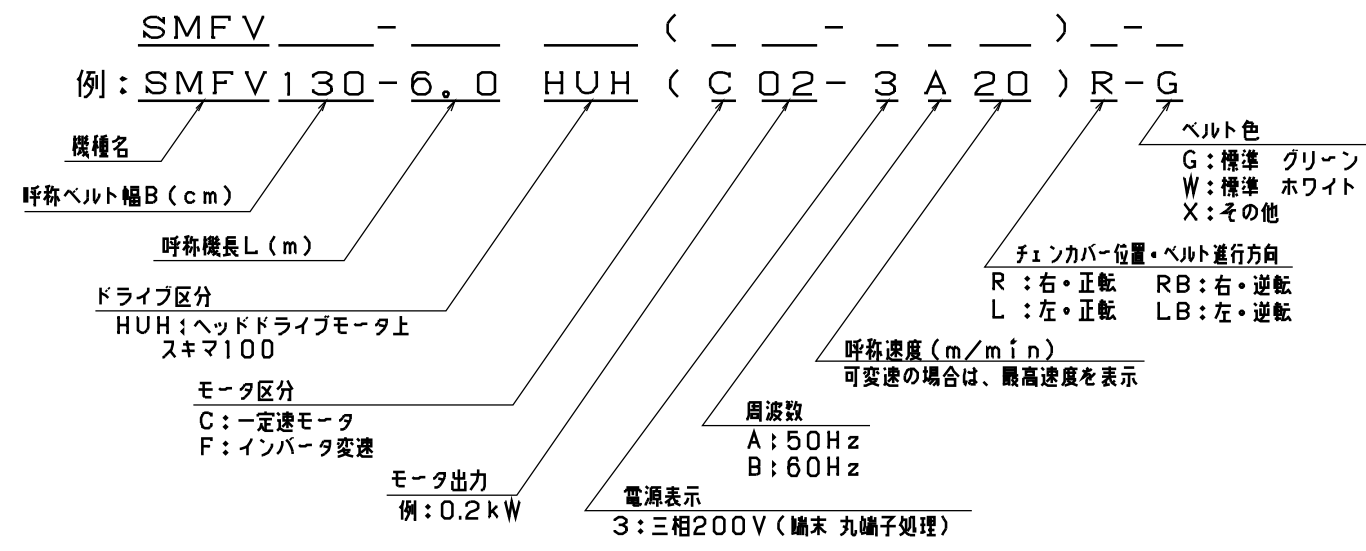 SMFV ____-____ ____ ( _ __-_ _ __ ) _-_
例:SMFV130-6.0 HUH(C02-3A20)R-G
機種名
呼称ベルト幅B(cm)
呼称機長L(m)
ドライブ区分
HUH:ヘッドドライブモータ上
スキマ100
モータ区分
C:一定速モータ
F:インバータ変速
モータ出力
例:0.2kW
電源表示
3:三相200V(端末 丸端子処理)
周波数
A:50Hz
B:60Hz
呼称速度(m/min)
可変速の場合は、最高速度を表示
チェンカバー位置・ベルト進行方向
R :右・正転 RB:右・逆転
L :左・正転 LB:左・逆転
ベルト色
G:標準 グリーン
W:標準 ホワイト
X:その他